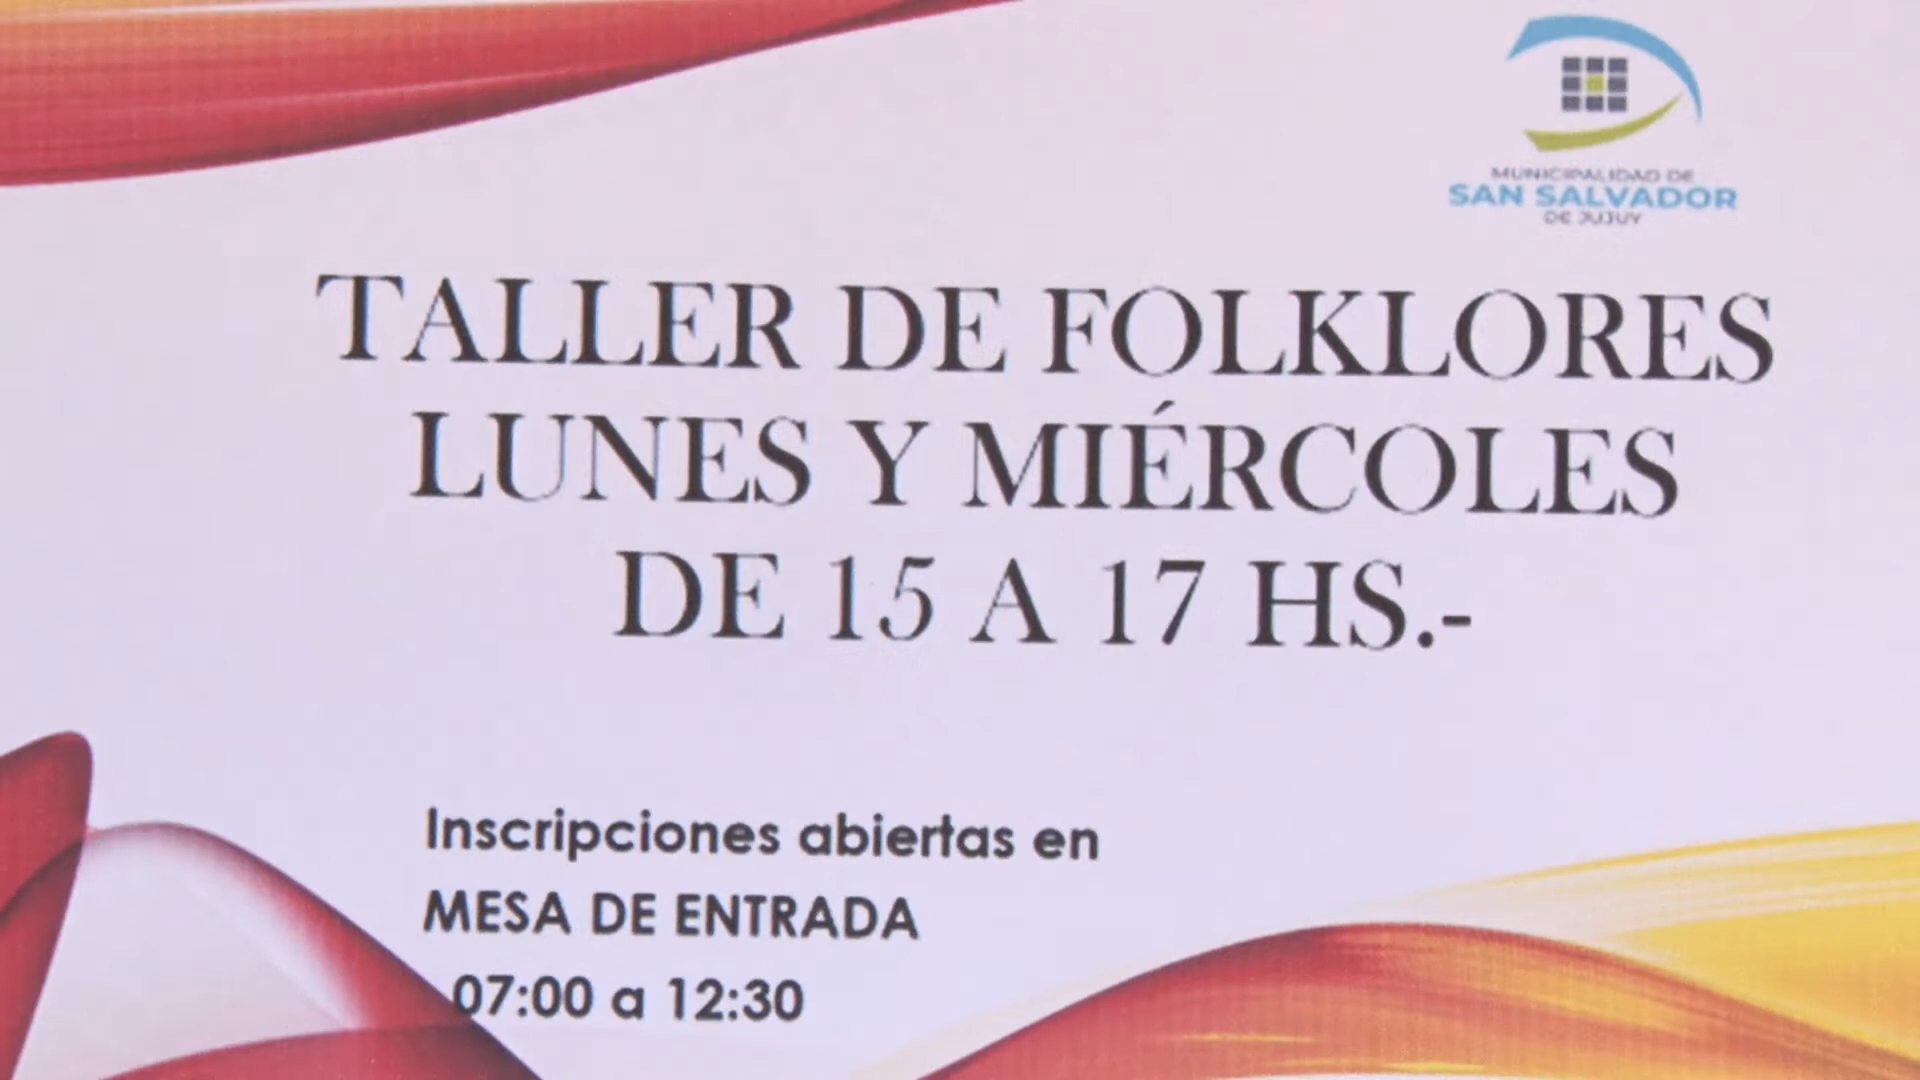 MUNICIPALIDAD DE
SAN SALVADOR
DE JUJUY
TALLER DE FOLKLORES
LUNES Y MIÉRCOLES
DE 15 A 17 HS.-
Inscripciones abiertas en
MESA DE ENTRADA
07:00 a 12:30